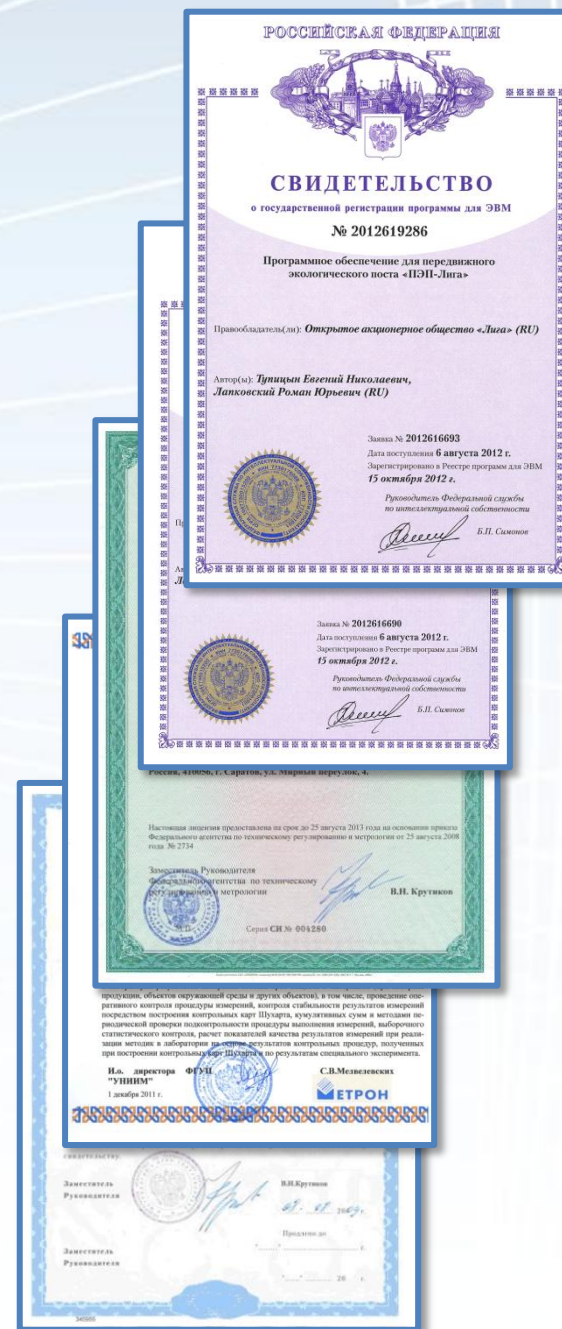 РОССИЙСКАЯ ФЕДЕРАЦИЯ
СВИДЕТЕЛЬСТВО
о государственной регистрации программы для ЭВМ
№ 2012619286
Программное обеспечение для передвижного
экологического поста «ПЭП-Лига»
Правообладатель(ли): Открытое акционерное общество «Лига» (RU)
Автор(ы): Тупицын Евгений Николаевич,
Лапковский Роман Юрьевич (RU)
Заявка № 2012616693
Дата поступления 6 августа 2012 г.
Зарегистрировано в Реестре программ для ЭВМ
15 октября 2012 г.
Руководитель Федеральной службы
по интеллектуальной собственности
Б.П. Симонов
Заявка № 2012616690
Дата поступления 6 августа 2012 г.
Зарегистрировано в Реестре программ для ЭВМ
15 октября 2012 г.
Руководитель Федеральной службы
по интеллектуальной собственности
Б.П. Симонов
Россия, 410056, г. Саратов, ул. Мирный переулок, 4.
Настоящая лицензия предоставлена на срок до 25 августа 2013 года на основании приказа
Федерального агентства по техническому регулированию и метрологии от 25 августа 2008
года № 2734
Заместитель Руководителя
Федерального агентства по техническому
регулированию и метрологии
В.Н. Крутиков
М.П.
Серия СИ № 004280
продукции, объектов окружающей среды и других объектов), в том числе, проведение опе-
ративного контроля процедуры измерений, контроля стабильности результатов измерений
посредством построения контрольных карт Шухарта, кумулятивных сумм и методами пе-
риодической проверки подконтрольности процедуры выполнения измерений, выборочного
статистического контроля, расчет показателей качества результатов измерений при реали-
зации методик в лаборатории на основе результатов контрольных процедур, полученных
при построении контрольных карт Шухарта и по результатам специального эксперимента.
И.о. директора ФГУП
"УНИИМ"
С.В.Медведевских
1 декабря 2011 г.
МЕТРОН
свидетельству.
Заместитель
Руководителя
В.Н.Крутиков
Продлено до
г.
Заместитель
Руководителя
20 г.